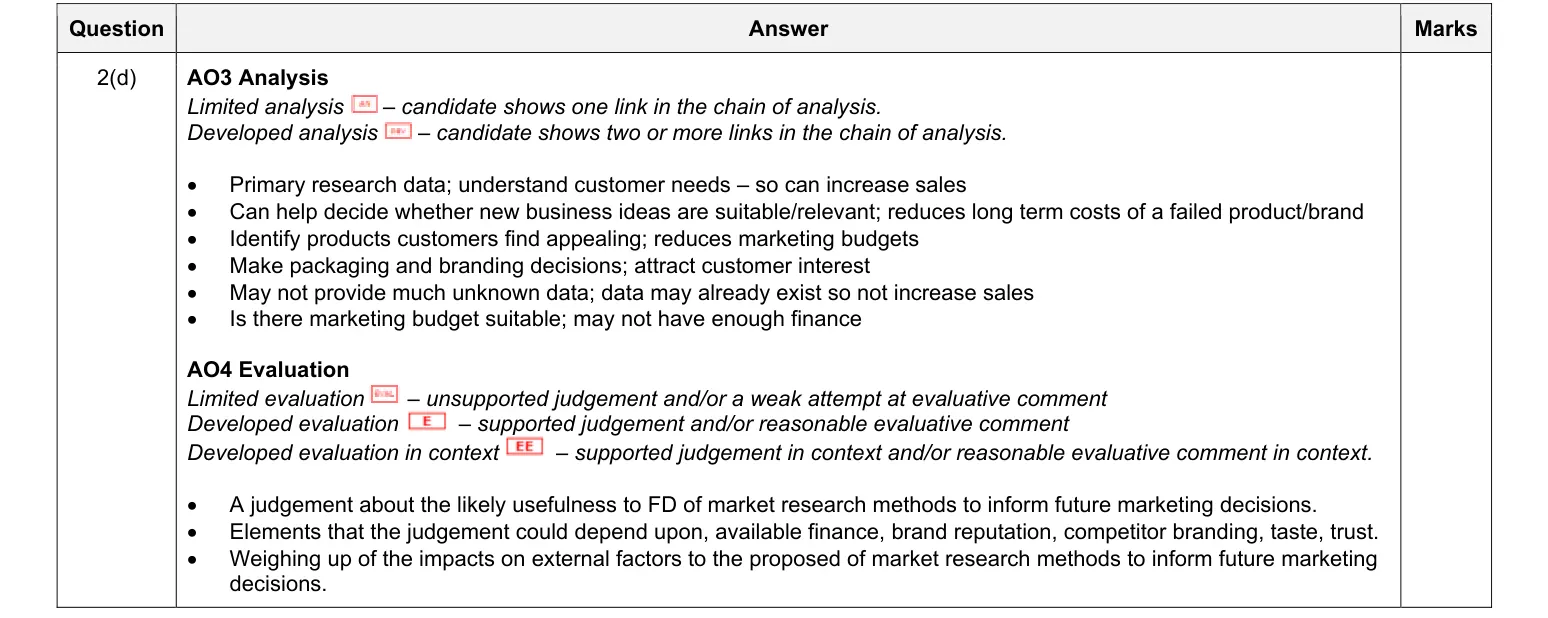 Question Answer Marks
2(d) AO3 Analysis
Limited analysis AN – candidate shows one link in the chain of analysis.
Developed analysis DEV – candidate shows two or more links in the chain of analysis.
• Primary research data; understand customer needs – so can increase sales
• Can help decide whether new business ideas are suitable/relevant; reduces long term costs of a failed product/brand
• Identify products customers find appealing; reduces marketing budgets
• Make packaging and branding decisions; attract customer interest
• May not provide much unknown data; data may already exist so not increase sales
• Is there marketing budget suitable; may not have enough finance
AO4 Evaluation
Limited evaluation EVAL – unsupported judgement and/or a weak attempt at evaluative comment
Developed evaluation E – supported judgement and/or reasonable evaluative comment
Developed evaluation in context EE – supported judgement in context and/or reasonable evaluative comment in context.
• A judgement about the likely usefulness to FD of market research methods to inform future marketing decisions.
• Elements that the judgement could depend upon, available finance, brand reputation, competitor branding, taste, trust.
• Weighing up of the impacts on external factors to the proposed of market research methods to inform future marketing
decisions.